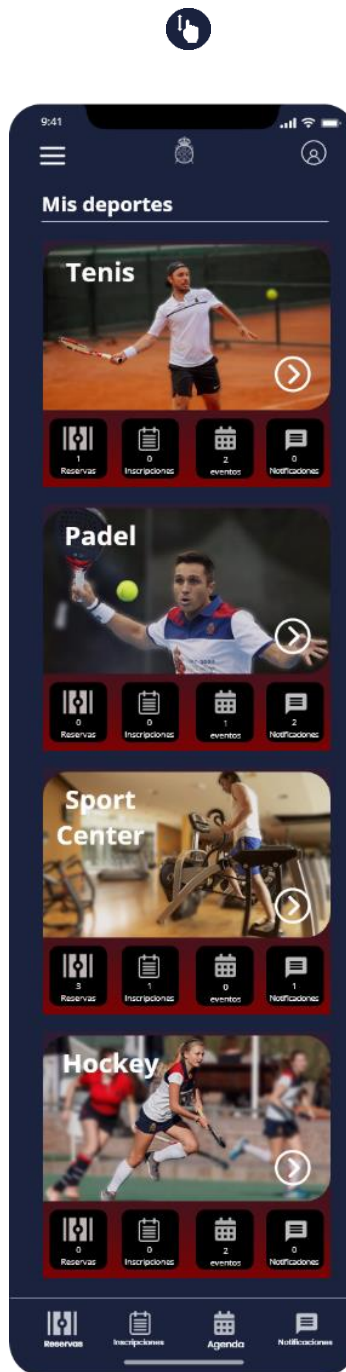 9:41
Mis deportes
Tenis
1
Reservas
0
Inscripciones
2
eventos
0
Notificaciones
Padel
0
Reservas
0
Inscripciones
1
eventos
2
Notificaciones
Sport
Center
3
Reservas
1
Inscripciones
0
eventos
1
Notificaciones
Hockey
0
Reservas
0
Inscripciones
2
eventos
0
Notificaciones
Reservas
Inscripciones
Agenda
Notificaciones